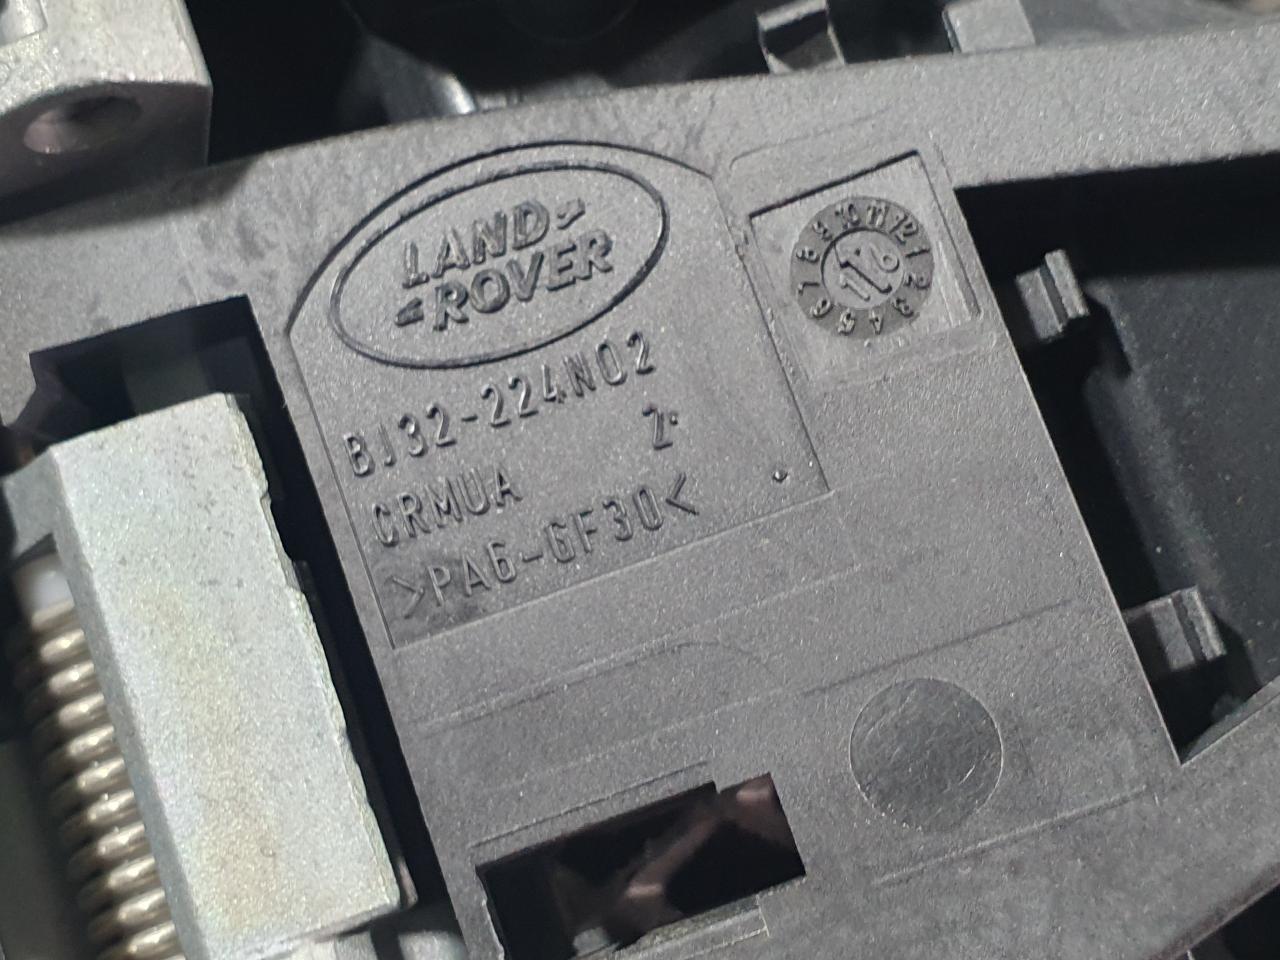 LAND
ROVER
BJ32-224N02
2
CRMUA
>PA6-GF30<
1 2 3 4 5 6 7 8 9 10 11 12